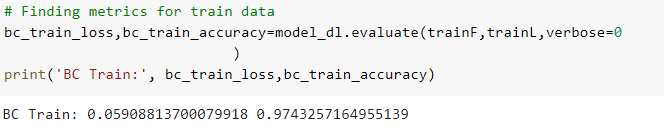 # Finding metrics for train data
bc_train_loss,bc_train_accuracy=model_dl.evaluate(trainF,trainL,verbose=0
)
print('BC Train:', bc_train_loss,bc_train_accuracy)
BC Train: 0.05908813700079918 0.9743257164955139